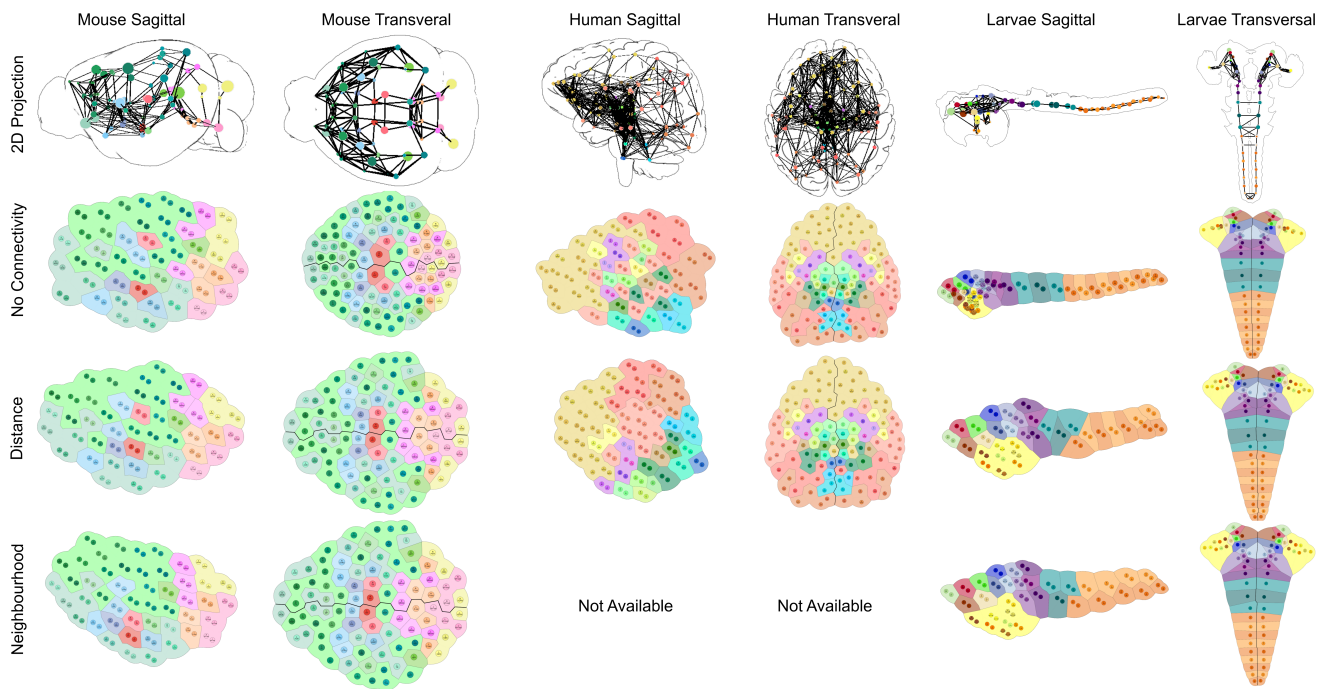 Mouse Sagittal
Mouse Transveral
Human Sagittal
Human Transveral
Larvae Sagittal
Larvae Transversal
2D Projection
No Connectivity
Distance
Neighbourhood
Not Available
Not Available